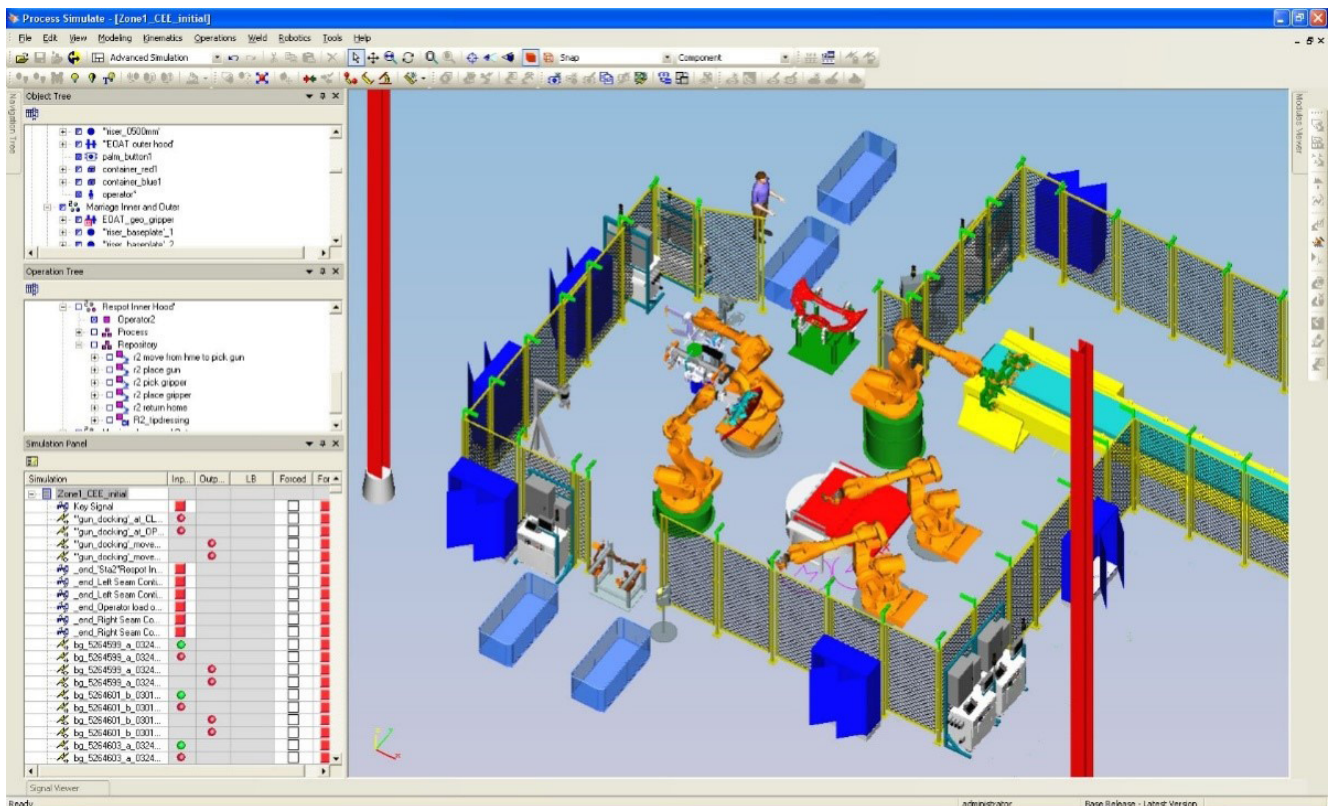 Process Simulate - [Zone1_CEE_initial]
File Edit View Modeling Kinematics Operations Weld Robotics Tools Help
Advanced Simulation Snap Component
Navigation Tree
Object Tree
"riser_0500mm'
"EOAT outer hood'
palm_button1
container_red1
container_blue1
operator"
Marriage Inner and Outer
EOAT_geo_gripper
"riser_baseplate'_1
"riser_baseplate'_2
Operation Tree
Respot Inner Hood'
Operator2
Process
Repository
r2 move from hme to pick gun
r2 place gun
r2 pick gripper
r2 place gripper
r2 return home
R2_tipdressing
Simulation Panel
Simulation Inp... Outp... LB Forced For
Zone1_CEE_initial
Key Signal
"'gun_docking'_at_CL...
"'gun_docking'_at_OP...
"'gun_docking'_move...
"'gun_docking'_move...
_end_'Sta2"Respot In...
_end_Left Seam Conti...
_end_Left Seam Conti...
_end_Operator load o...
_end_Right Seam Co...
_end_Right Seam Co...
bg_5264599_a_0324...
bg_5264599_a_0324...
bg_5264599_a_0324...
bg_5264599_a_0324...
bg_5264601_b_0301...
bg_5264601_b_0301...
bg_5264601_b_0301...
bg_5264601_b_0301...
bg_5264603_a_0324...
bg_5264603_a_0324...
Modules Viewer
Signal Viewer
Ready administrator Base Release - Latest Version